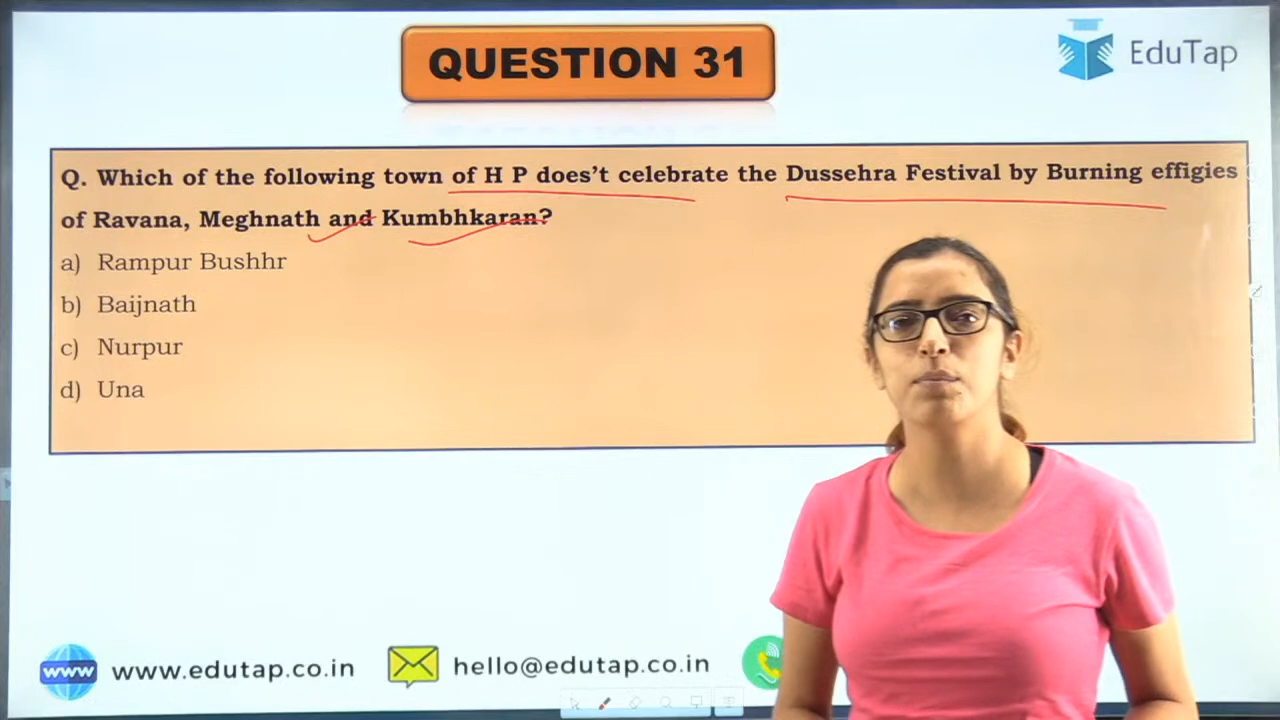 QUESTION 31
EduTap
Q. Which of the following town of H P does't celebrate the Dussehra Festival by Burning effigies
of Ravana, Meghnath and Kumbhkaran?
a) Rampur Bushhr
b) Baijnath
c) Nurpur
d) Una
www www.edutap.co.in hello@edutap.co.in